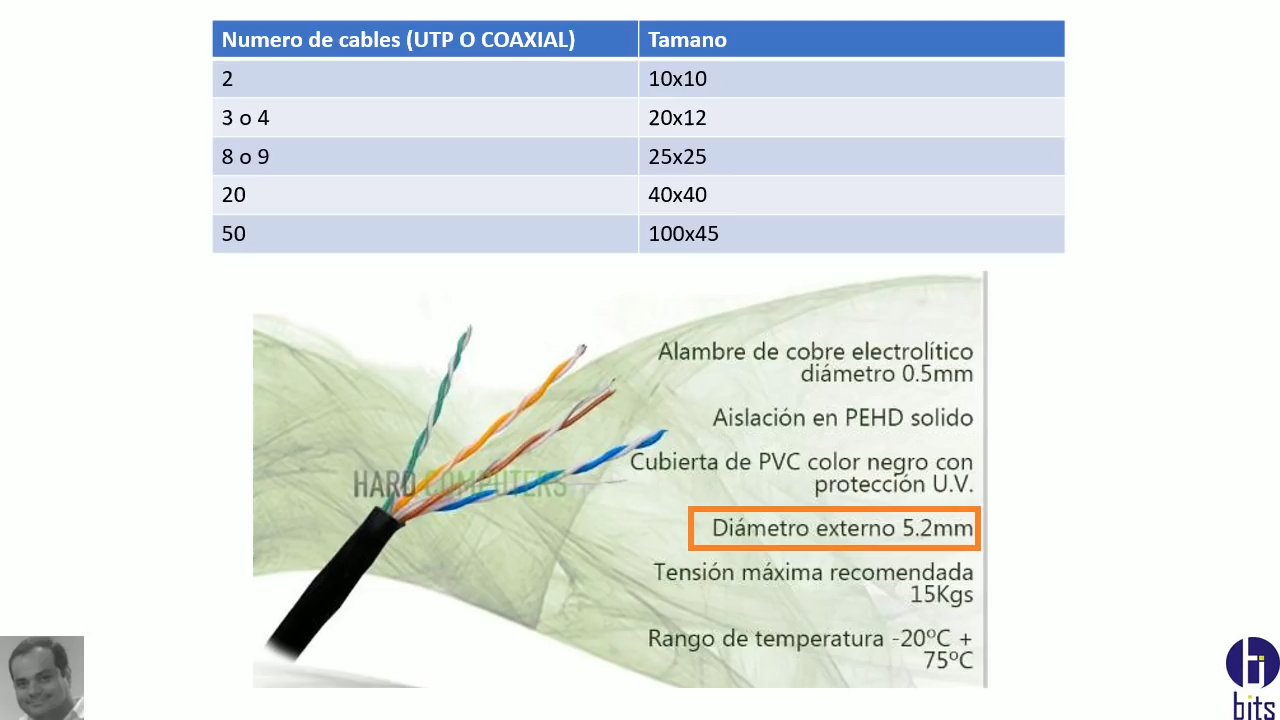 Numero de cables (UTP O COAXIAL) Tamano
2 10x10
3 o 4 20x12
8 o 9 25x25
20 40x40
50 100x45
Alambre de cobre electrolítico
diámetro 0.5mm
Aislación en PEHD solido
Cubierta de PVC color negro con
protección U.V.
HARD COMPUTERS
Diámetro externo 5.2mm
Tensión máxima recomendada
15Kgs
Rango de temperatura -20ºC +
75ºC
bits